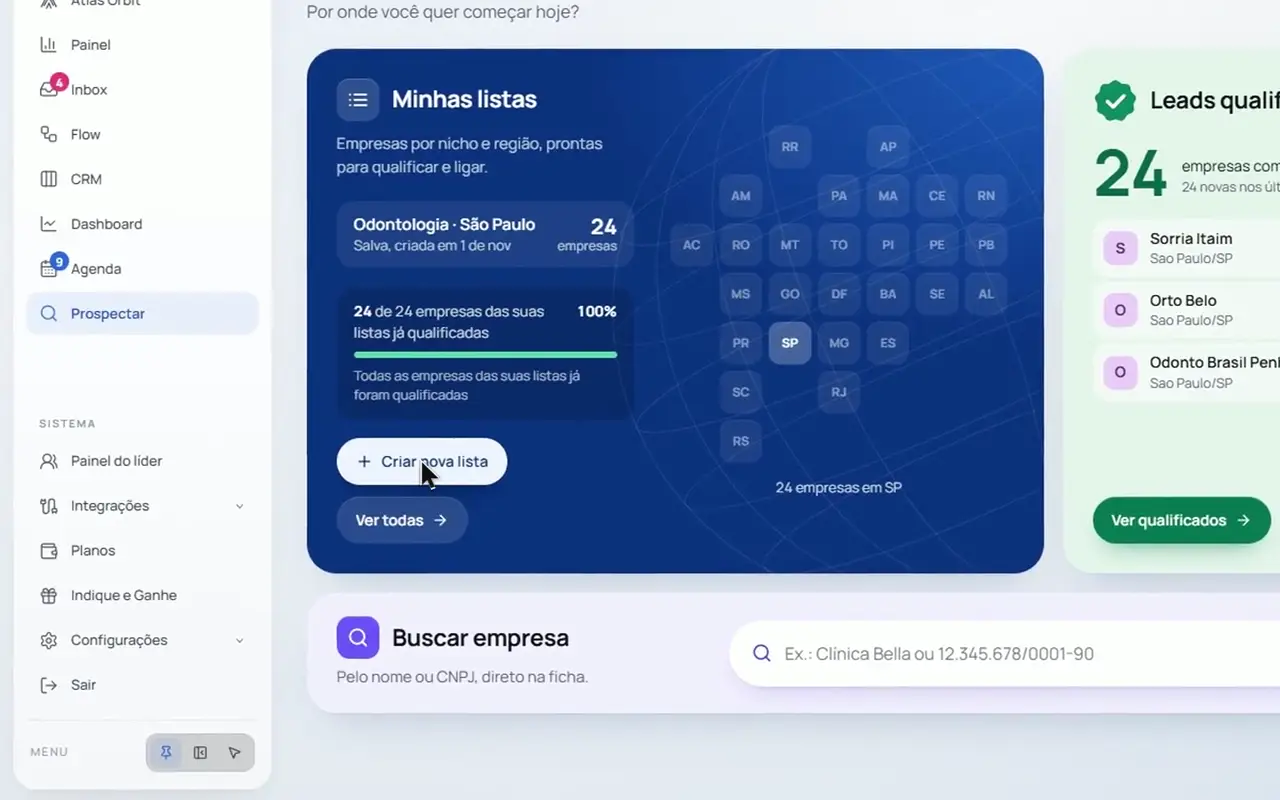 Atlas Orbit
Painel
4
Inbox
Flow
CRM
Dashboard
9
Agenda
Prospectar
SISTEMA
Painel do líder
Integrações
Planos
Indique e Ganhe
Configurações
Sair
MENU
Por onde você quer começar hoje?
Minhas listas
Empresas por nicho e região, prontas
para qualificar e ligar.
Odontologia · São Paulo
24
Salva, criada em 1 de nov
empresas
24 de 24 empresas das suas
100%
listas já qualificadas
Todas as empresas das suas listas já
foram qualificadas
Criar nova lista
Ver todas
RR AP
AM PA MA CE RN
AC RO MT TO PI PE PB
MS GO DF BA SE AL
PR SP MG ES
SC RJ
RS
24 empresas em SP
Leads qualif
24
empresas com
24 novas nos últ
S
Sorria Itaim
Sao Paulo/SP
O
Orto Belo
Sao Paulo/SP
O
Odonto Brasil Penh
Sao Paulo/SP
Ver qualificados
Buscar empresa
Pelo nome ou CNPJ, direto na ficha.
Ex.: Clínica Bella ou 12.345.678/0001-90